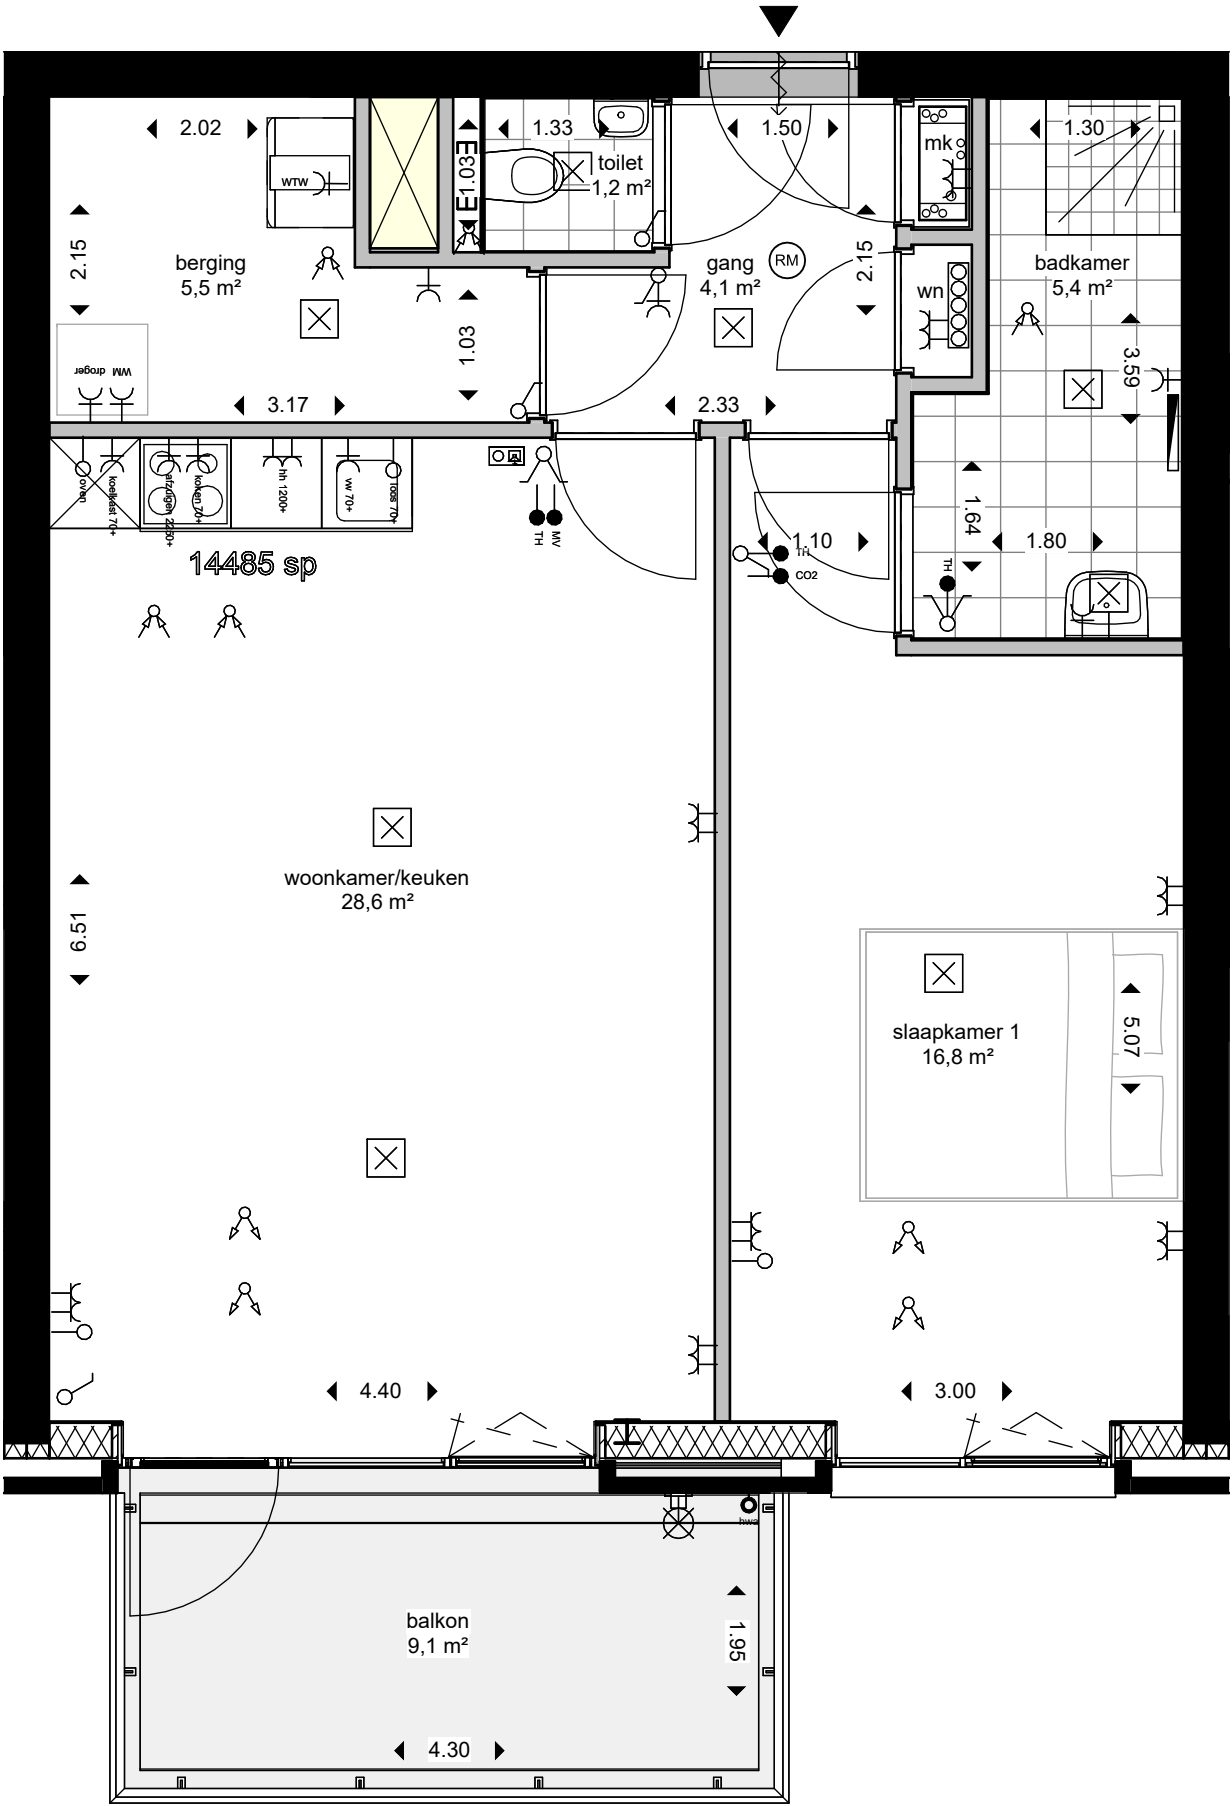 2.02
1.33
1.50
1.30
mk
1.03
toilet
1,2 m²
WTW
2.15
berging
5,5 m²
gang
4,1 m²
RM
2.15
badkamer
5,4 m²
wn
1.03
3.59
WM droger
3.17
2.33
oven
koelkast 70+
afzuigen 2250+
koken 70+
hh 1200+
vw 70+
loos 70+
TH
MV
1.10
TH
CO2
1.64
1.80
TH
14485 sp
woonkamer/keuken
28,6 m²
6.51
slaapkamer 1
16,8 m²
5.07
4.40
3.00
hwa
balkon
9,1 m²
1.95
4.30